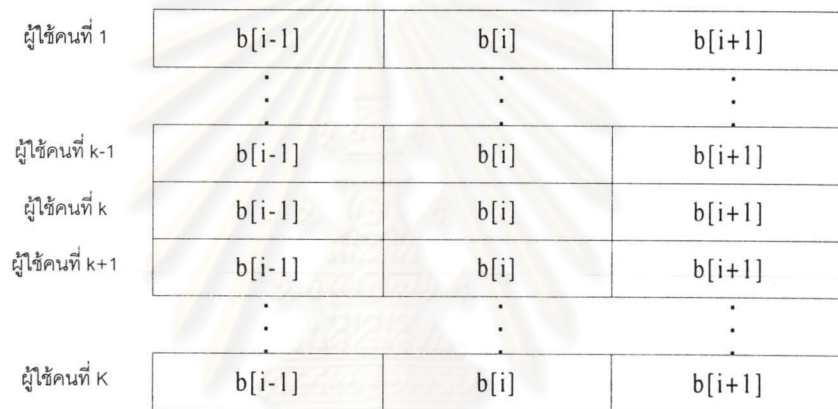 ผู้ใช้คนที่ 1 b[i-1] b[i] b[i+1]
ผู้ใช้คนที่ k-1 b[i-1] b[i] b[i+1]
ผู้ใช้คนที่ k b[i-1] b[i] b[i+1]
ผู้ใช้คนที่ k+1 b[i-1] b[i] b[i+1]
ผู้ใช้คนที่ K b[i-1] b[i] b[i+1]